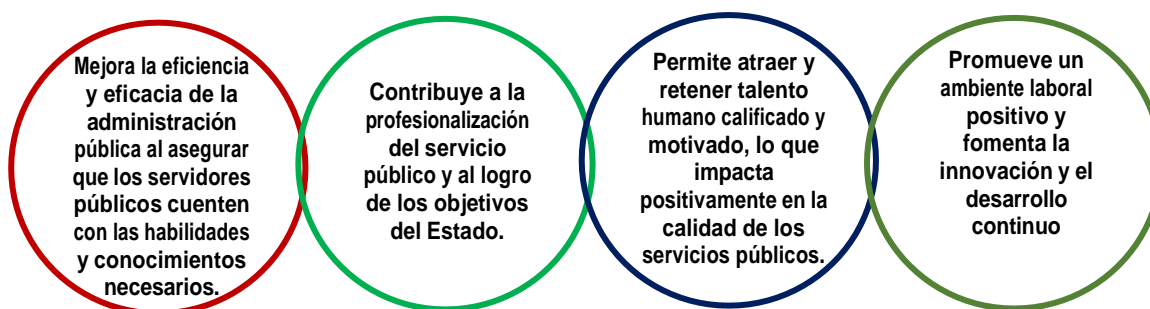 Mejora la eficiencia
y eficacia de la
administración
pública al asegurar
que los servidores
públicos cuenten
con las habilidades
y conocimientos
necesarios.
Contribuye a la
profesionalización
del servicio
público y al logro
de los objetivos
del Estado.
Permite atraer y
retener talento
humano calificado y
motivado, lo que
impacta
positivamente en la
calidad de los
servicios públicos.
Promueve un
ambiente laboral
positivo y
fomenta la
innovación y el
desarrollo
continuo